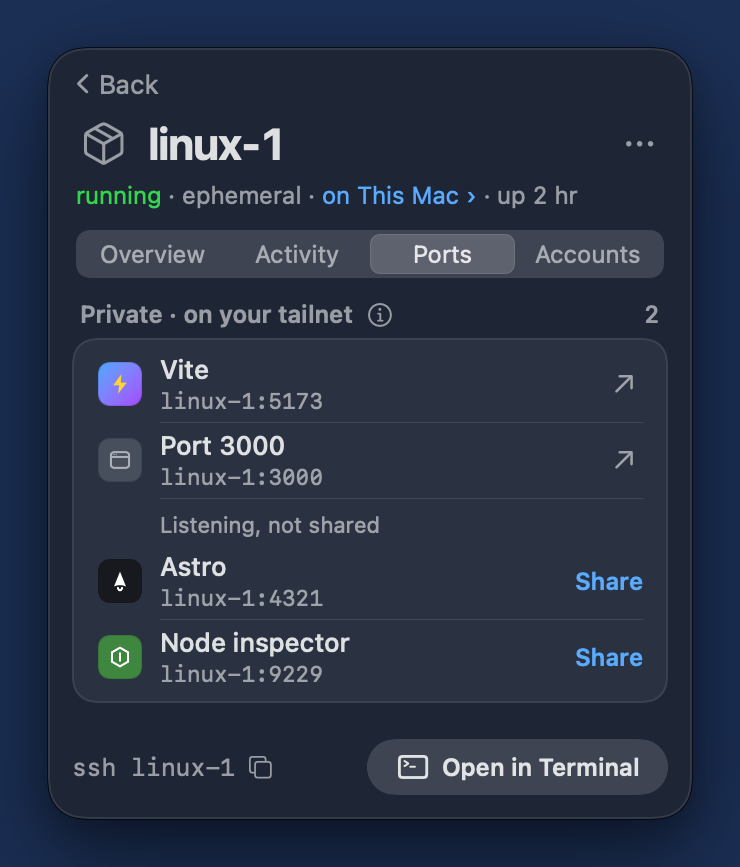 Back
linux-1
running · ephemeral · on This Mac › · up 2 hr
Overview Activity Ports Accounts
Private · on your tailnet 2
Vite
linux-1:5173
Port 3000
linux-1:3000
Listening, not shared
Astro
linux-1:4321
Share
Node inspector
linux-1:9229
Share
ssh linux-1
Open in Terminal